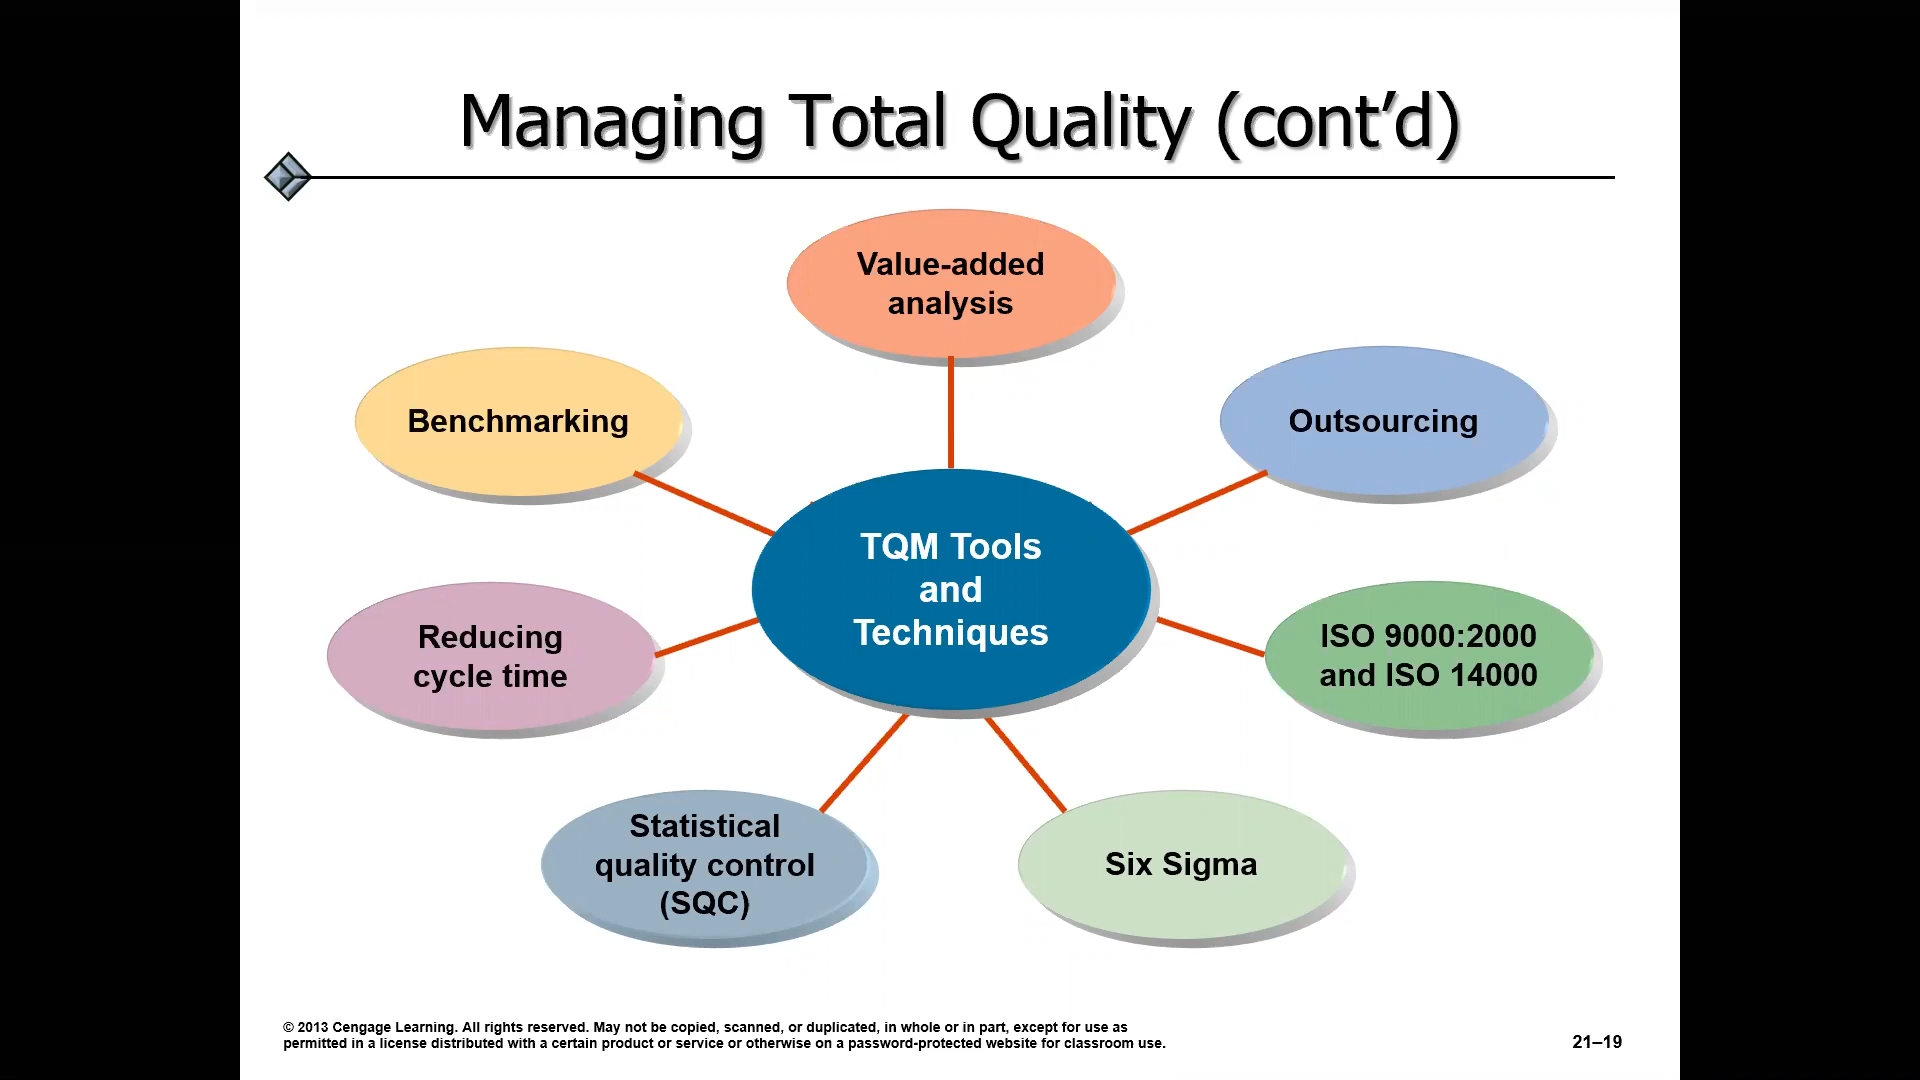 Managing Total Quality (cont’d)
Value-added
analysis
Benchmarking
Outsourcing
TQM Tools
and
Techniques
Reducing
cycle time
ISO 9000:2000
and ISO 14000
Statistical
quality control
(SQC)
Six Sigma
© 2013 Cengage Learning. All rights reserved. May not be copied, scanned, or duplicated, in whole or in part, except for use as
permitted in a license distributed with a certain product or service or otherwise on a password-protected website for classroom use.
21–19